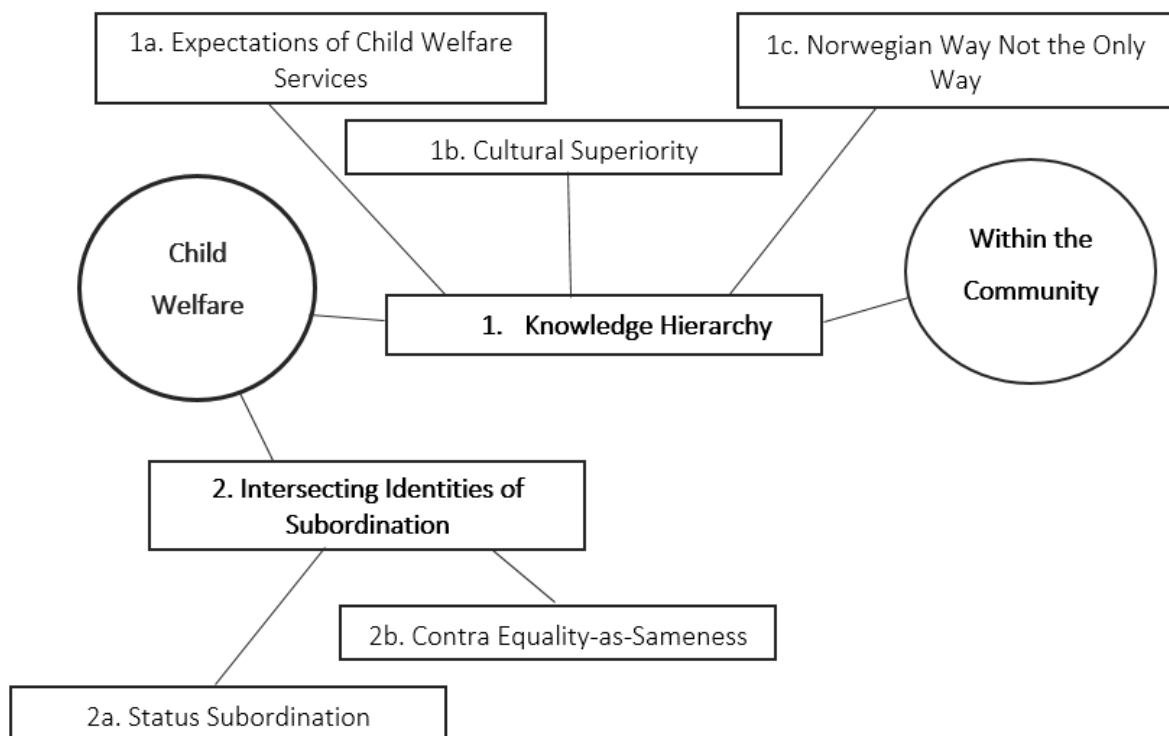 1a. Expectations of Child Welfare
Services
1c. Norwegian Way Not the Only
Way
1b. Cultural Superiority
Child
Welfare
Within the
Community
1. Knowledge Hierarchy
2. Intersecting Identities of
Subordination
2b. Contra Equality-as-Sameness
2a. Status Subordination